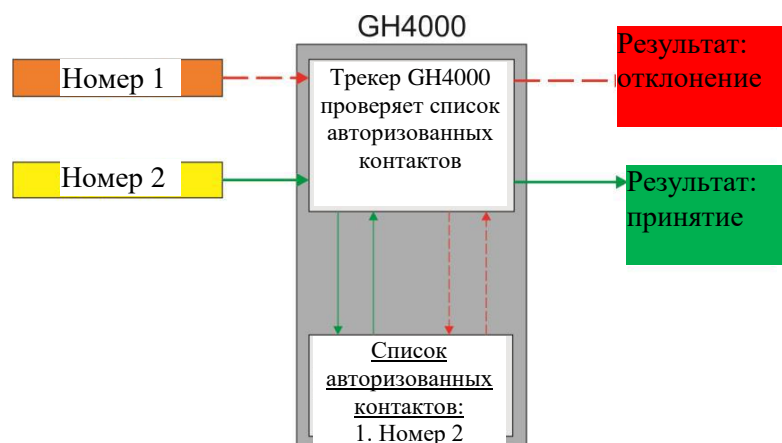 GH4000
Номер 1
Трекер GH4000
проверяет список
авторизованных
контактов
Результат:
отклонение
Номер 2
Результат:
принятие
Список
авторизованных
контактов:
1. Номер 2